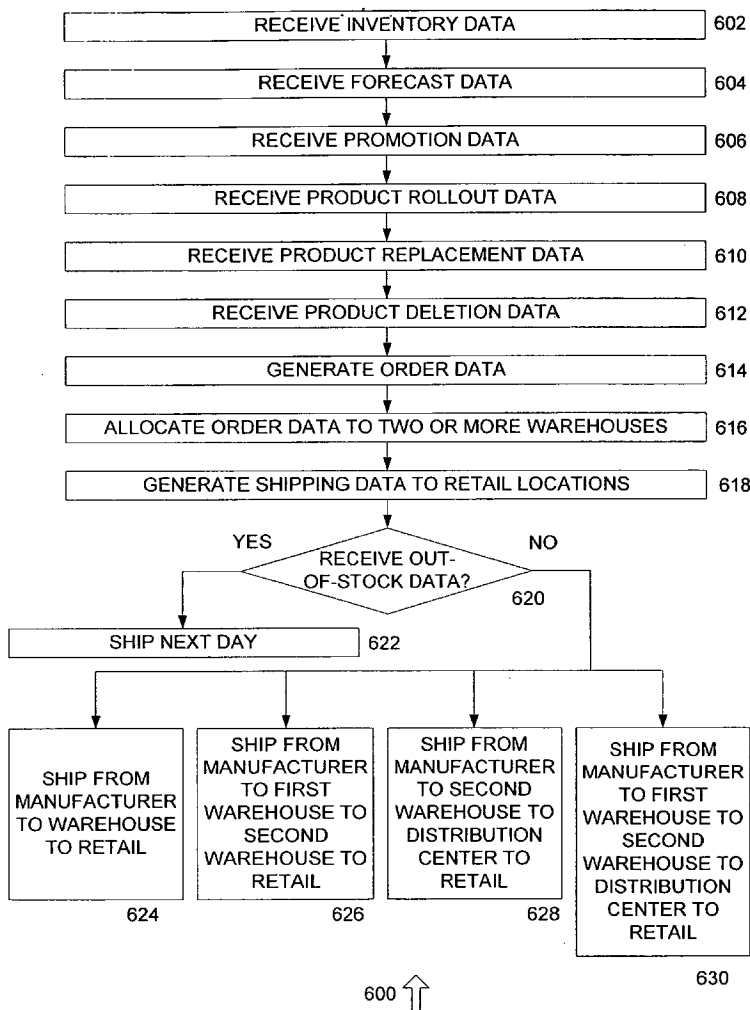 RECEIVE INVENTORY DATA 602
RECEIVE FORECAST DATA 604
RECEIVE PROMOTION DATA 606
RECEIVE PRODUCT ROLLOUT DATA 608
RECEIVE PRODUCT REPLACEMENT DATA 610
RECEIVE PRODUCT DELETION DATA 612
GENERATE ORDER DATA 614
ALLOCATE ORDER DATA TO TWO OR MORE WAREHOUSES 616
GENERATE SHIPPING DATA TO RETAIL LOCATIONS 618
YES
NO
RECEIVE OUT-
OF-STOCK DATA?
620
SHIP NEXT DAY 622
SHIP FROM
MANUFACTURER
TO WAREHOUSE
TO RETAIL
624
SHIP FROM
MANUFACTURER
TO FIRST
WAREHOUSE TO
SECOND
WAREHOUSE TO
RETAIL
626
SHIP FROM
MANUFACTURER
TO SECOND
WAREHOUSE TO
DISTRIBUTION
CENTER TO
RETAIL
628
SHIP FROM
MANUFACTURER
TO FIRST
WAREHOUSE TO
SECOND
WAREHOUSE TO
DISTRIBUTION
CENTER TO
RETAIL
630
600